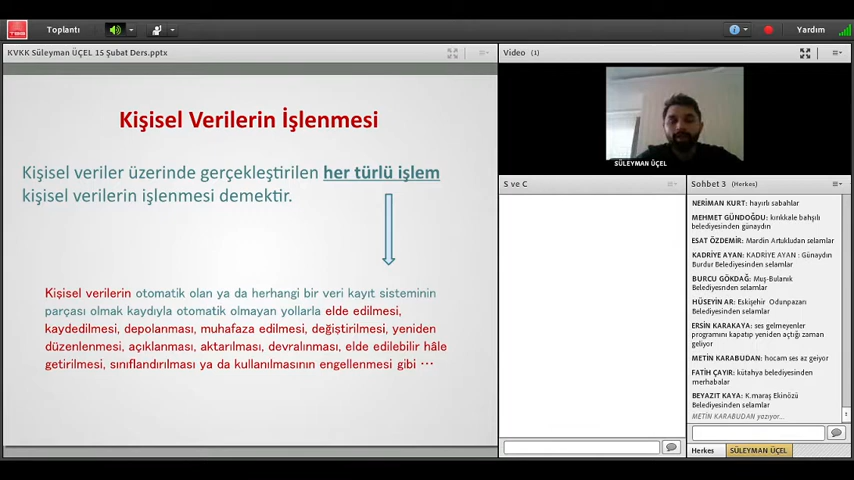 Toplantı
Yardım
KVKK Süleyman ÜÇEL 15 Şubat Ders.pptx
Kişisel Verilerin İşlenmesi
Kişisel veriler üzerinde gerçekleştirilen her türlü işlem
kişisel verilerin işlenmesi demektir.
Kişisel verilerin otomatik olan ya da herhangi bir veri kayıt sisteminin
parçası olmak kaydıyla otomatik olmayan yollarla elde edilmesi,
kaydedilmesi, depolanması, muhafaza edilmesi, değiştirilmesi, yeniden
düzenlenmesi, açıklanması, aktarılması, devralınması, elde edilebilir hâle
getirilmesi, sınıflandırılması ya da kullanılmasının engellenmesi gibi ...
Video (1)
SÜLEYMAN ÜÇEL
S ve C
Sohbet 3 (Herkes)
NERİMAN KURT: hayırlı sabahlar
MEHMET GÜNDOĞDU: kırıkkale bahşılı
belediyesinden günaydın
ESAT ÖZDEMİR: Mardin Artukludan selamlar
KADRİYE AYAN: KADRİYE AYAN : Günaydın
Burdur Belediyesinden selamlar
BURCU GÖKDAĞ: Muş-Bulanık
Belediyesinden selamlar
HÜSEYİN AR: Eskişehir Odunpazarı
Belediyesinden selamlar
ERSİN KARAKAYA: ses gelmeyenler
programını kapatıp yeniden açtığı zaman
geliyor
METİN KARABUDAN: hocam ses az geiyor
FATİH ÇAYIR: kütahya belediyesinden
merhabalar
BEYAZIT KAYA: K.maraş Ekinözü
Belediyesinden selamlar
METİN KARABUDAN yazıyor...
Herkes
SÜLEYMAN ÜÇEL